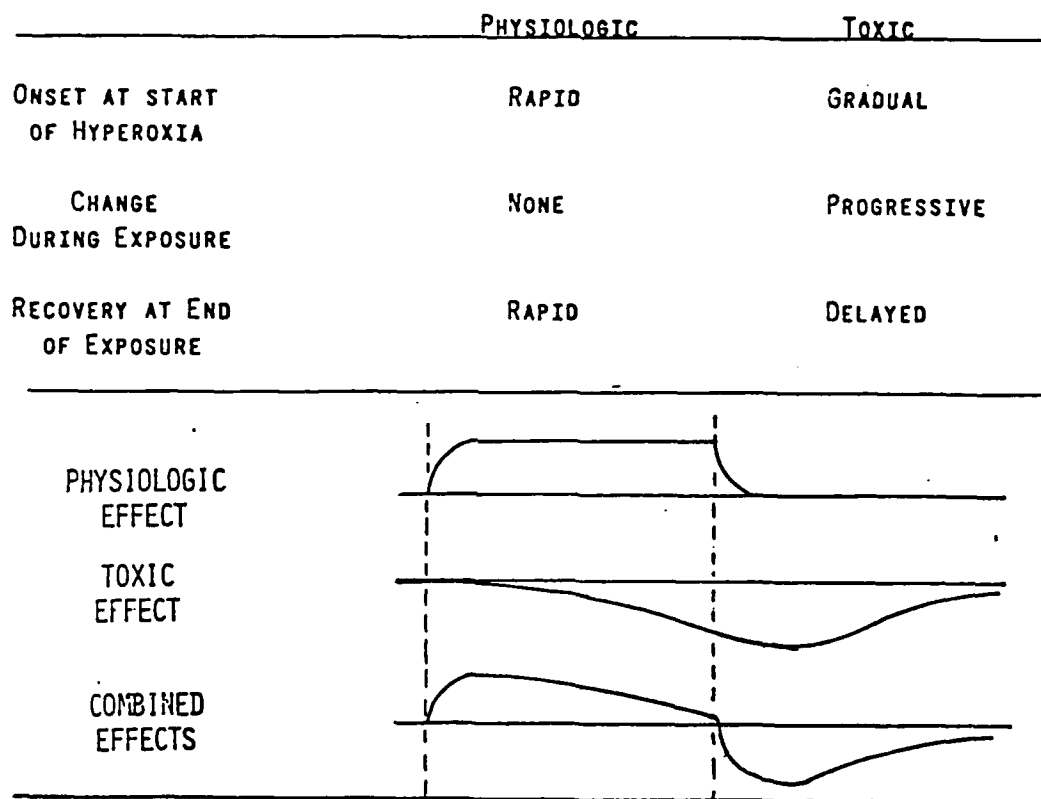 PHYSIOLOGIC TOXIC
ONSET AT START RAPID GRADUAL
OF HYPEROXIA
CHANGE NONE PROGRESSIVE
DURING EXPOSURE
RECOVERY AT END RAPID DELAYED
OF EXPOSURE
PHYSIOLOGIC
EFFECT
TOXIC
EFFECT
COMBINED
EFFECTS